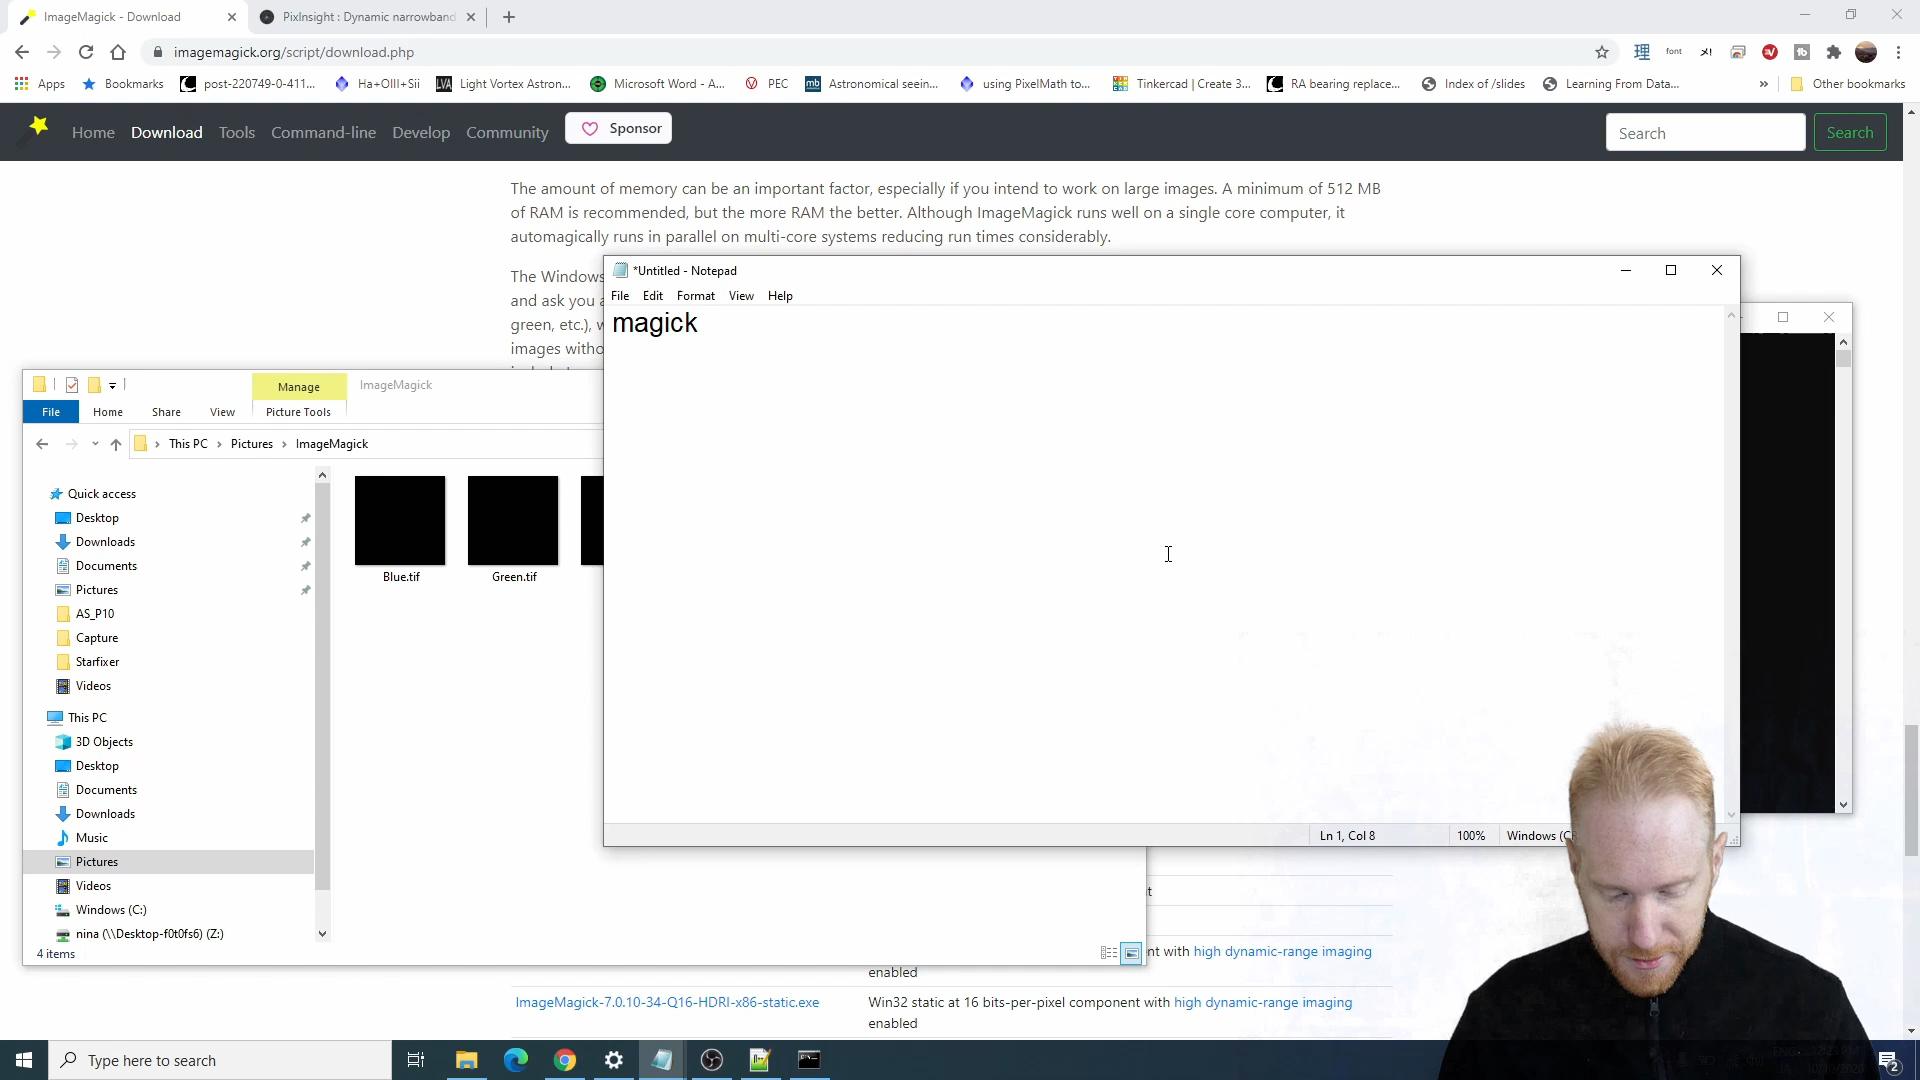 ImageMagick - Download
PixInsight : Dynamic narrowband
imagemagick.org/script/download.php
font
Apps
Bookmarks
post-220749-0-411...
Ha+OIII+Sii
LVA
Light Vortex Astron...
Microsoft Word - A...
PEC
mb
Astronomical seein...
using PixelMath to...
Tinkercad | Create 3...
RA bearing replace...
Index of /slides
Learning From Data...
»
Other bookmarks
Home
Download
Tools
Command-line
Develop
Community
Sponsor
Search
Search
The amount of memory can be an important factor, especially if you intend to work on large images. A minimum of 512 MB
of RAM is recommended, but the more RAM the better. Although ImageMagick runs well on a single core computer, it
automagically runs in parallel on multi-core systems reducing run times considerably.
The Windows
and ask you
green, etc.),
images witho
*Untitled - Notepad
File Edit Format View Help
magick
Ln 1, Col 8
100%
Windows (C
Manage
ImageMagick
File
Home
Share
View
Picture Tools
This PC › Pictures › ImageMagick
Quick access
Desktop
Downloads
Documents
Pictures
AS_P10
Capture
Starfixer
Videos
This PC
3D Objects
Desktop
Documents
Downloads
Music
Pictures
Videos
Windows (C:)
nina (\\Desktop-f0t0fs6) (Z:)
4 items
Blue.tif
Green.tif
nt with high dynamic-range imaging
enabled
ImageMagick-7.0.10-34-Q16-HDRI-x86-static.exe
Win32 static at 16 bits-per-pixel component with high dynamic-range imaging
enabled
Type here to search
2